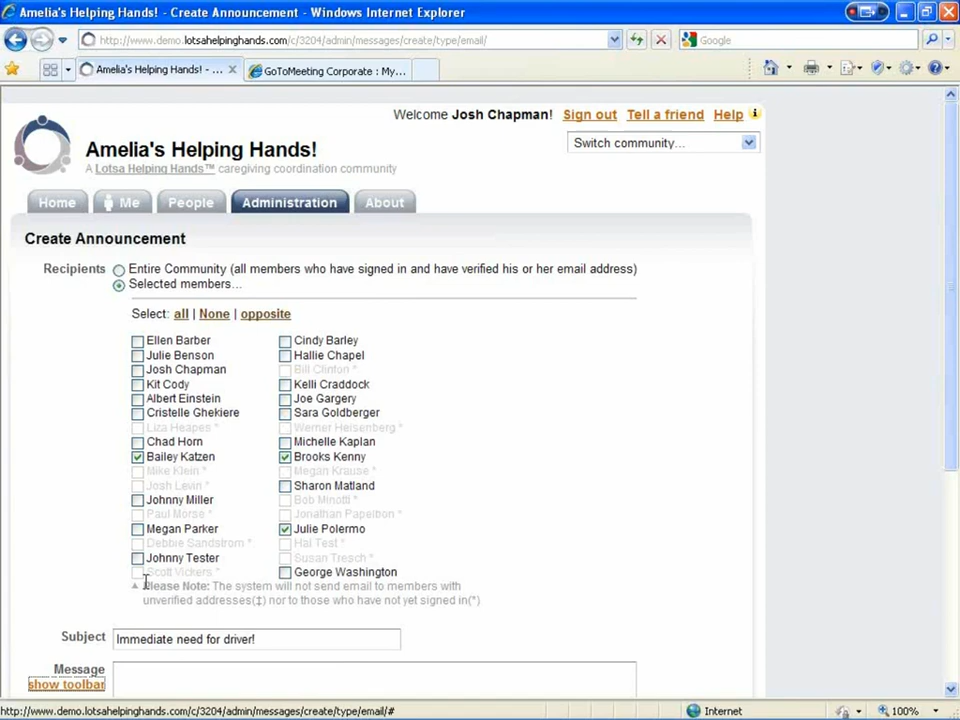 Amelia's Helping Hands! - Create Announcement - Windows Internet Explorer
http://www.demo.lotsahelpinghands.com/c/3204/admin/messages/create/type/email/
Google
Amelia's Helping Hands! - ...
GoToMeeting Corporate : My...
Welcome Josh Chapman! Sign out Tell a friend Help
Amelia's Helping Hands!
Switch community...
A Lotsa Helping Hands™ caregiving coordination community
Home Me People Administration About
Create Announcement
Recipients Entire Community (all members who have signed in and have verified his or her email address)
Selected members...
Select: all | None | opposite
Ellen Barber Cindy Barley
Julie Benson Hallie Chapel
Josh Chapman Bill Clinton *
Kit Cody Kelli Craddock
Albert Einstein Joe Gargery
Cristelle Ghekiere Sara Goldberger
Liza Heapes * Werner Heisenberg *
Chad Horn Michelle Kaplan
Bailey Katzen Brooks Kenny
Mike Klein * Megan Krause *
Josh Levin * Sharon Matland
Johnny Miller Bob Minotti *
Paul Morse * Jonathan Papelbon *
Megan Parker Julie Polermo
Debbie Sandstrom * Hal Test *
Johnny Tester Susan Tresch *
Scott Vickers * George Washington
Please Note: The system will not send email to members with
unverified addresses(‡) nor to those who have not yet signed in(*)
Subject Immediate need for driver!
Message
show toolbar
http://www.demo.lotsahelpinghands.com/c/3204/admin/messages/create/type/email/# Internet 100%